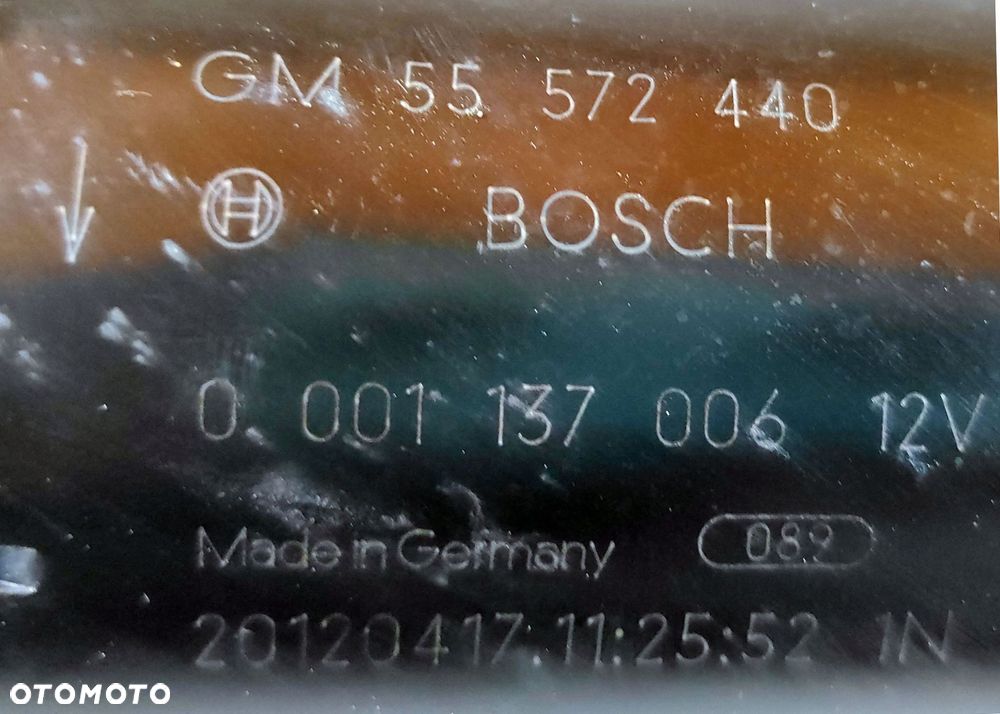 GM 55 572 440
BOSCH
0 001 137 006 12V
Made in Germany 089
20120417:11:25:52 IN
OTOMOTO